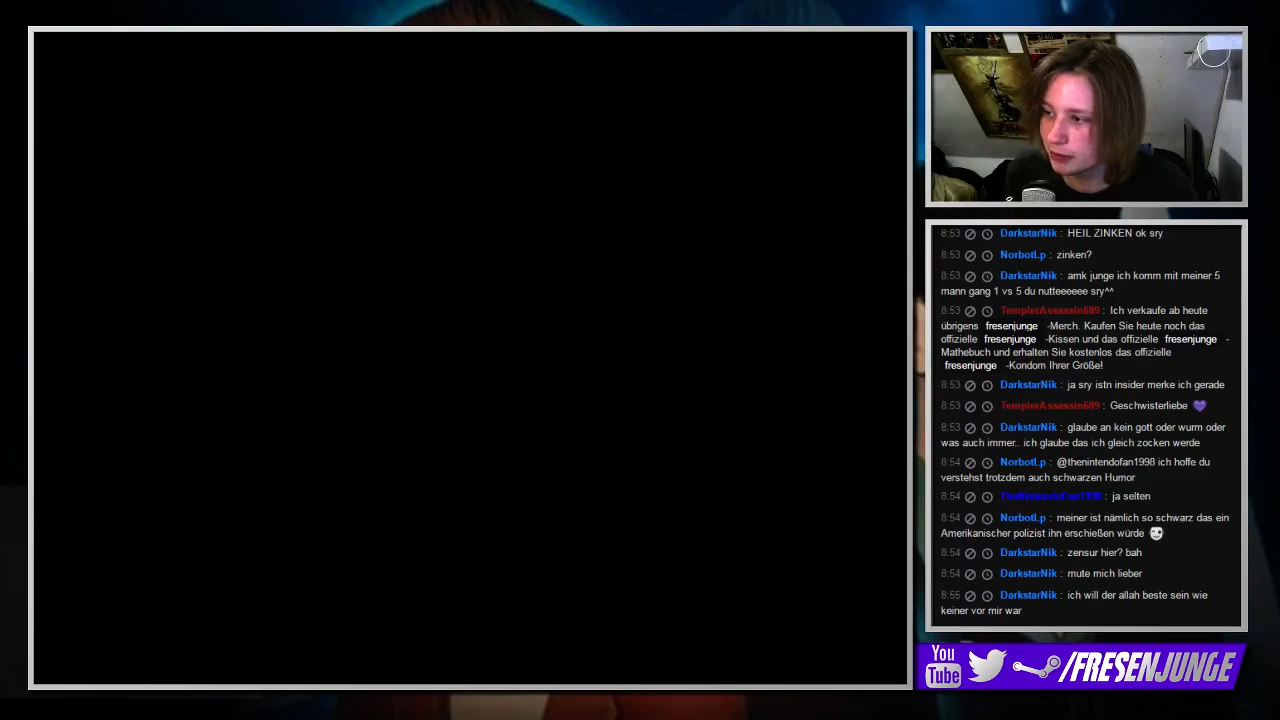 8:53 DarkstarNik : HEIL ZINKEN ok sry
8:53 NorbotLp : zinken?
8:53 DarkstarNik : amk junge ich komm mit meiner 5
mann gang 1 vs 5 du nutteeeeee sry^^
8:53 TemplerAssassin689 : Ich verkaufe ab heute
übrigens fresenjunge -Merch. Kaufen Sie heute noch das
offizielle fresenjunge -Kissen und das offizielle fresenjunge -
Mathebuch und erhalten Sie kostenlos das offizielle
fresenjunge -Kondom Ihrer Größe!
8:53 DarkstarNik : ja sry istn insider merke ich gerade
8:53 TemplerAssassin689 : Geschwisterliebe
8:53 DarkstarNik : glaube an kein gott oder wurm oder
was auch immer.. ich glaube das ich gleich zocken werde
8:54 NorbotLp : @thenintendofan1998 ich hoffe du
verstehst trotzdem auch schwarzen Humor
8:54 TheNintendoFan1998 : ja selten
8:54 NorbotLp : meiner ist nämlich so schwarz das ein
Amerikanischer polizist ihn erschießen würde
8:54 DarkstarNik : zensur hier? bah
8:54 DarkstarNik : mute mich lieber
8:55 DarkstarNik : ich will der allah beste sein wie
keiner vor mir war
You Tube /FRESENJUNGE